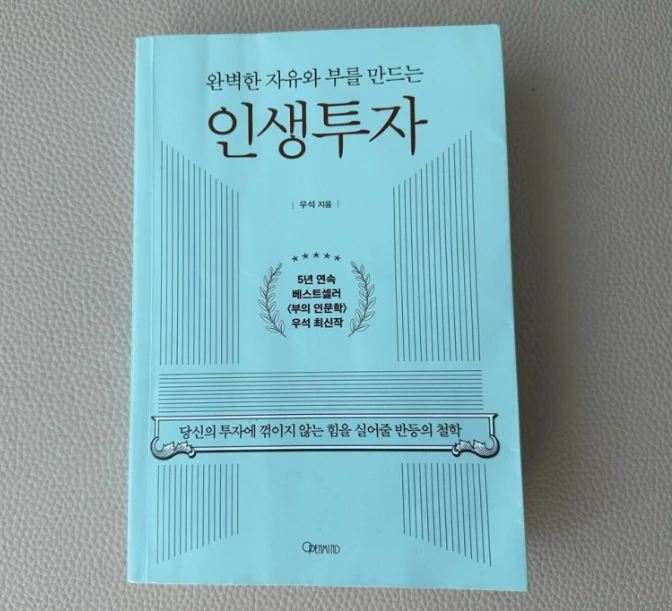 완벽한 자유와 부를 만드는
인생투자
| 우석 지음 |
5년 연속
베스트셀러
〈부의 인문학〉
우석 최신작
당신의 투자에 꺾이지 않는 힘을 실어줄 반등의 철학
OPENMIND